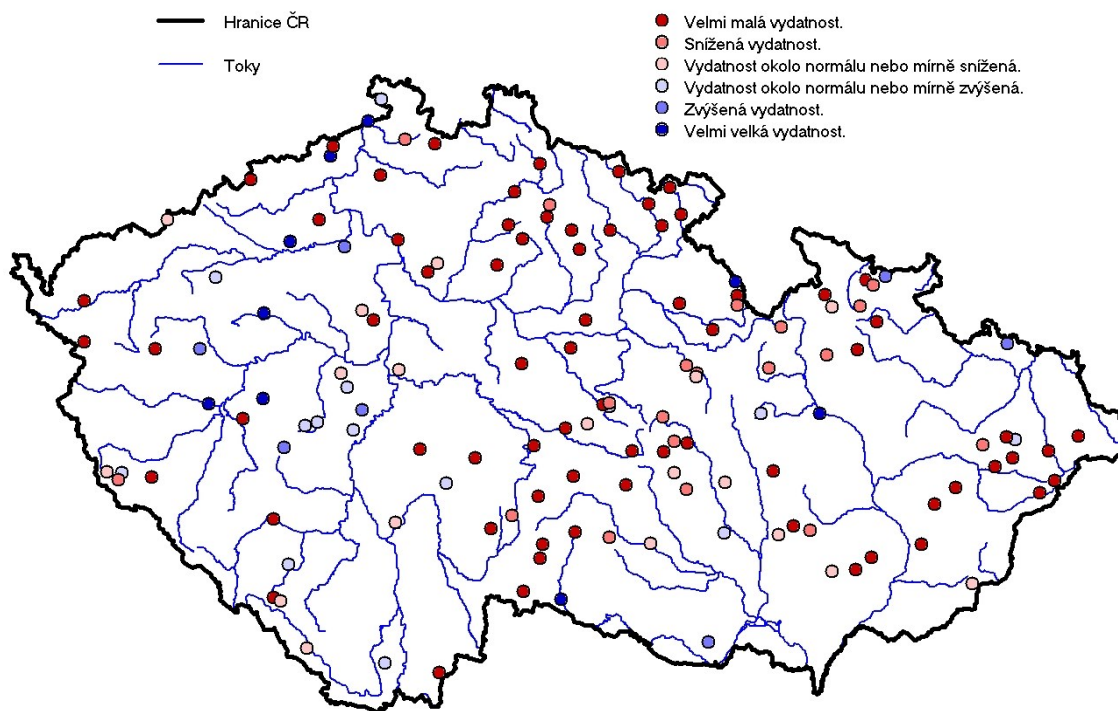 Hranice ČR
Toky
Velmi malá vydatnost.
Snížená vydatnost.
Vydatnost okolo normálu nebo mírně snížená.
Vydatnost okolo normálu nebo mírně zvýšená.
Zvýšená vydatnost.
Velmi velká vydatnost.